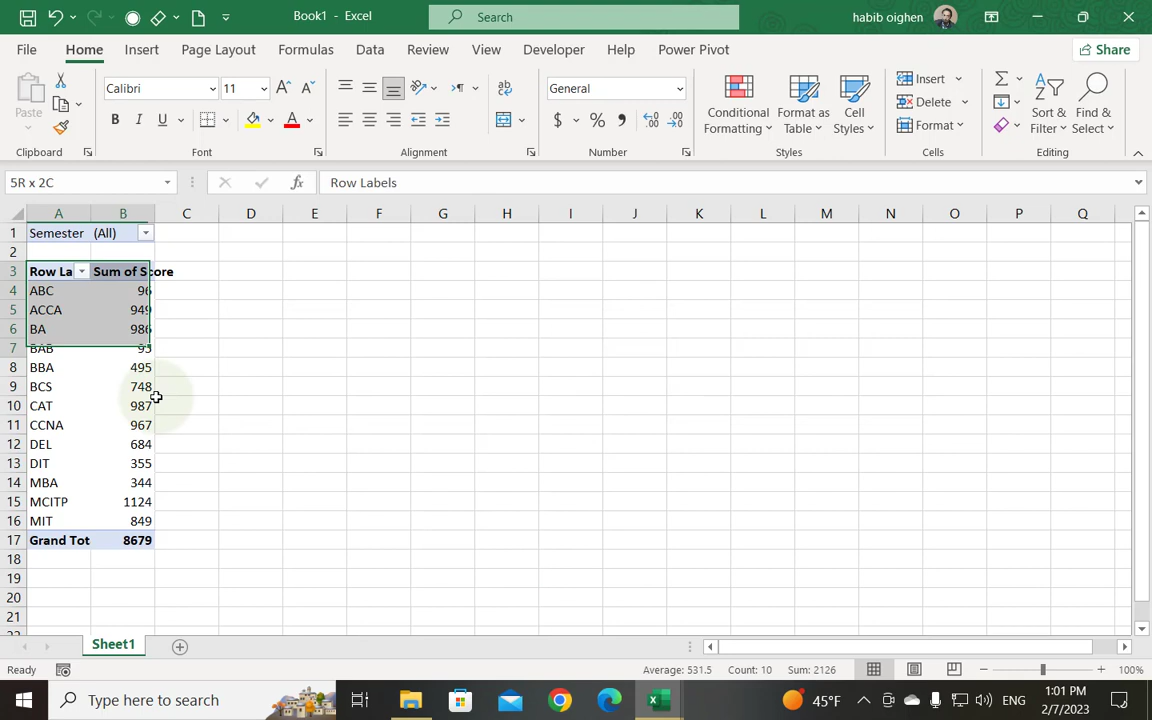 Book1 - Excel
Search
habib oighen
File Home Insert Page Layout Formulas Data Review View Developer Help Power Pivot
Share
Paste
Clipboard
Calibri 11
B I U
Font
ab
Alignment
General
$ % 9
.00
Number
Conditional Formatting
Format as Table
Cell Styles
Styles
Insert
Delete
Format
Cells
Sort & Filter
Find & Select
Editing
5R x 2C
fx
Row Labels
A B C D E F G H I J K L M N O P Q
1 Semester (All)
2
3 Row La Sum of Score
4 ABC 96
5 ACCA 949
6 BA 986
7 BAB 95
8 BBA 495
9 BCS 748
10 CAT 987
11 CCNA 967
12 DEL 684
13 DIT 355
14 MBA 344
15 MCITP 1124
16 MIT 849
17 Grand Tot 8679
18
19
20
21
22
Sheet1
Ready
Average: 531.5 Count: 10 Sum: 2126
100%
Type here to search
45°F
ENG
1:01 PM
2/7/2023